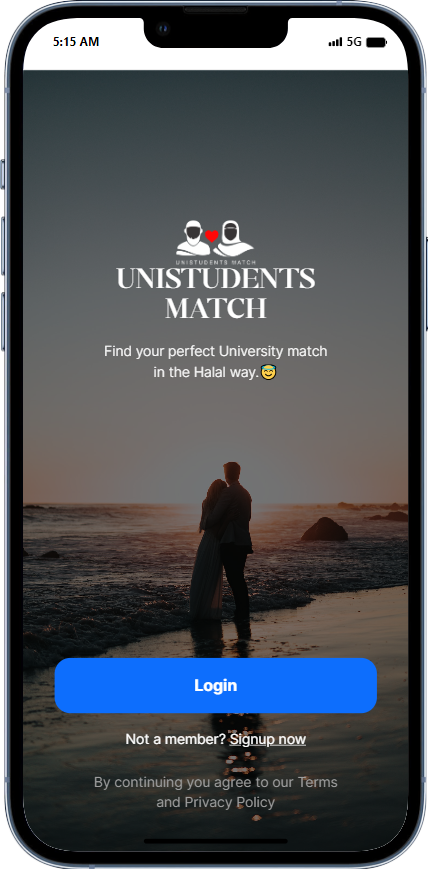 5:15 AM
5G
UNISTUDENTS MATCH
UNISTUDENTS
MATCH
Find your perfect University match
in the Halal way.😇
Login
Not a member? Signup now
By continuing you agree to our Terms
and Privacy Policy